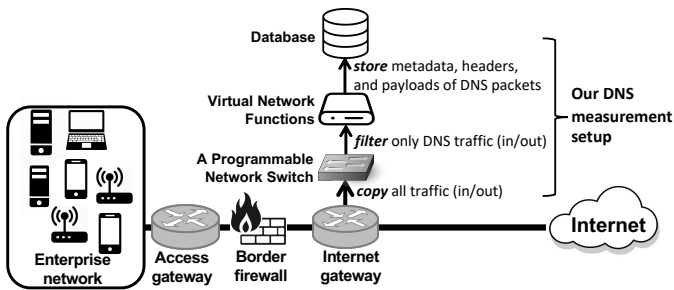 Database
store metadata, headers,
and payloads of DNS packets
Virtual Network
Functions
Our DNS
measurement
setup
filter only DNS traffic (in/out)
A Programmable
Network Switch
copy all traffic (in/out)
Internet
Enterprise
network
Access
gateway
Border
firewall
Internet
gateway